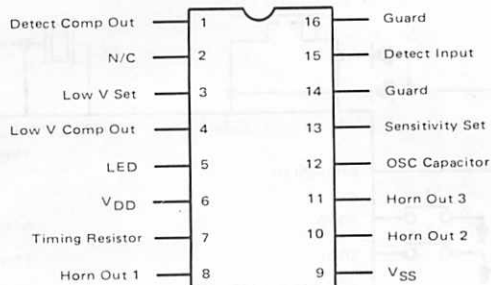 Detect Comp Out 1 16 Guard
N/C 2 15 Detect Input
Low V Set 3 14 Guard
Low V Comp Out 4 13 Sensitivity Set
LED 5 12 OSC Capacitor
VDD 6 11 Horn Out 3
Timing Resistor 7 10 Horn Out 2
Horn Out 1 8 9 VSS